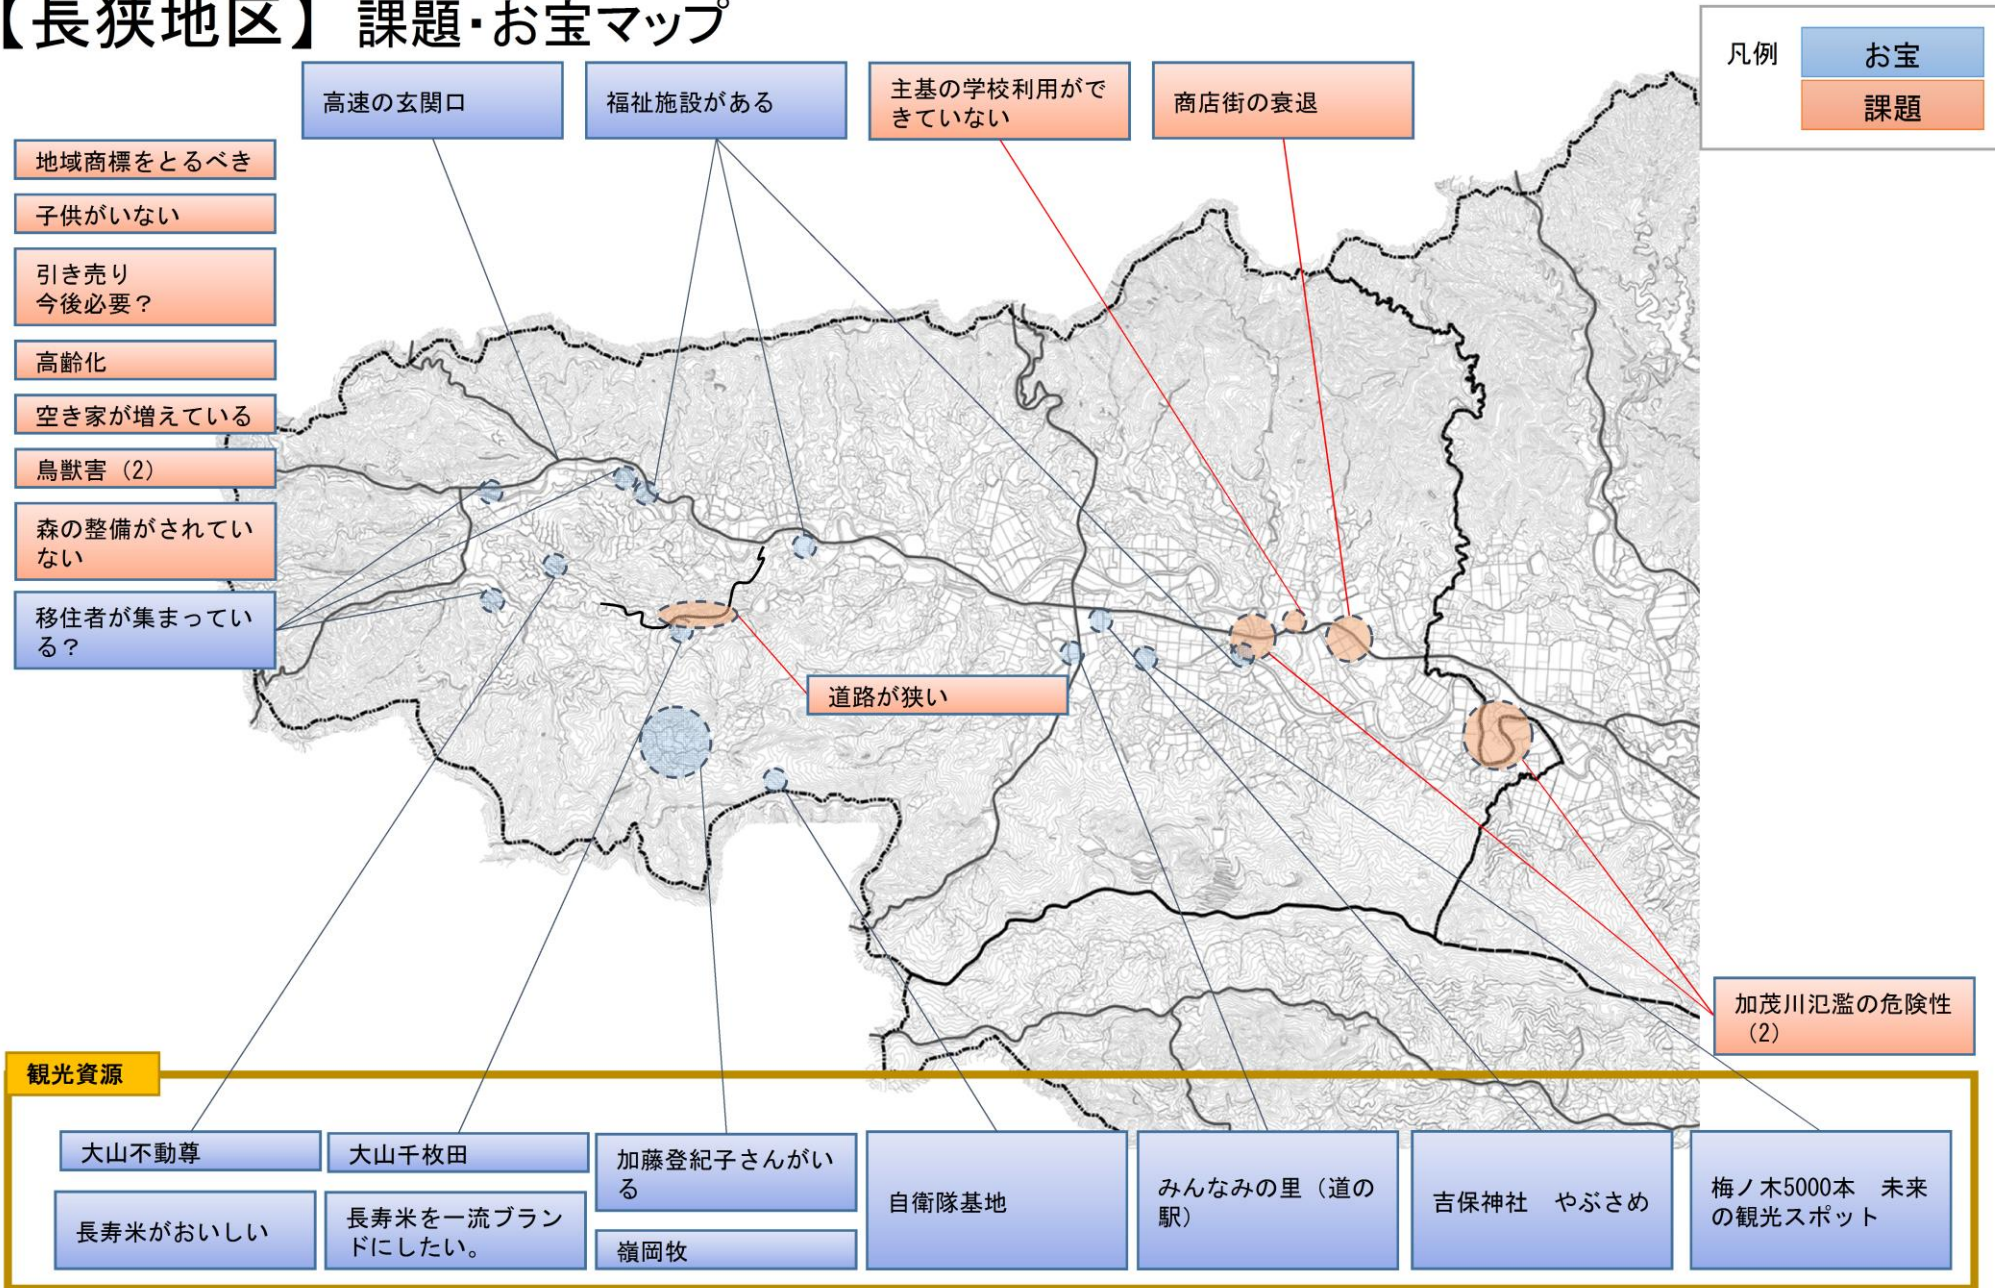 【長狭地区】 課題・お宝マップ
凡例
お宝
課題
高速の玄関口
福祉施設がある
主基の学校利用がで
きていない
商店街の衰退
地域商標をとるべき
子供がいない
引き売り
今後必要？
高齢化
空き家が増えている
鳥獣害（2）
森の整備がされてい
ない
移住者が集まってい
る？
道路が狭い
加茂川氾濫の危険性
（2）
観光資源
大山不動尊
大山千枚田
加藤登紀子さんがい
る
自衛隊基地
みんなみの里（道の
駅）
吉保神社　やぶさめ
梅ノ木5000本　未来
の観光スポット
長寿米がおいしい
長寿米を一流ブラン
ドにしたい。
嶺岡牧